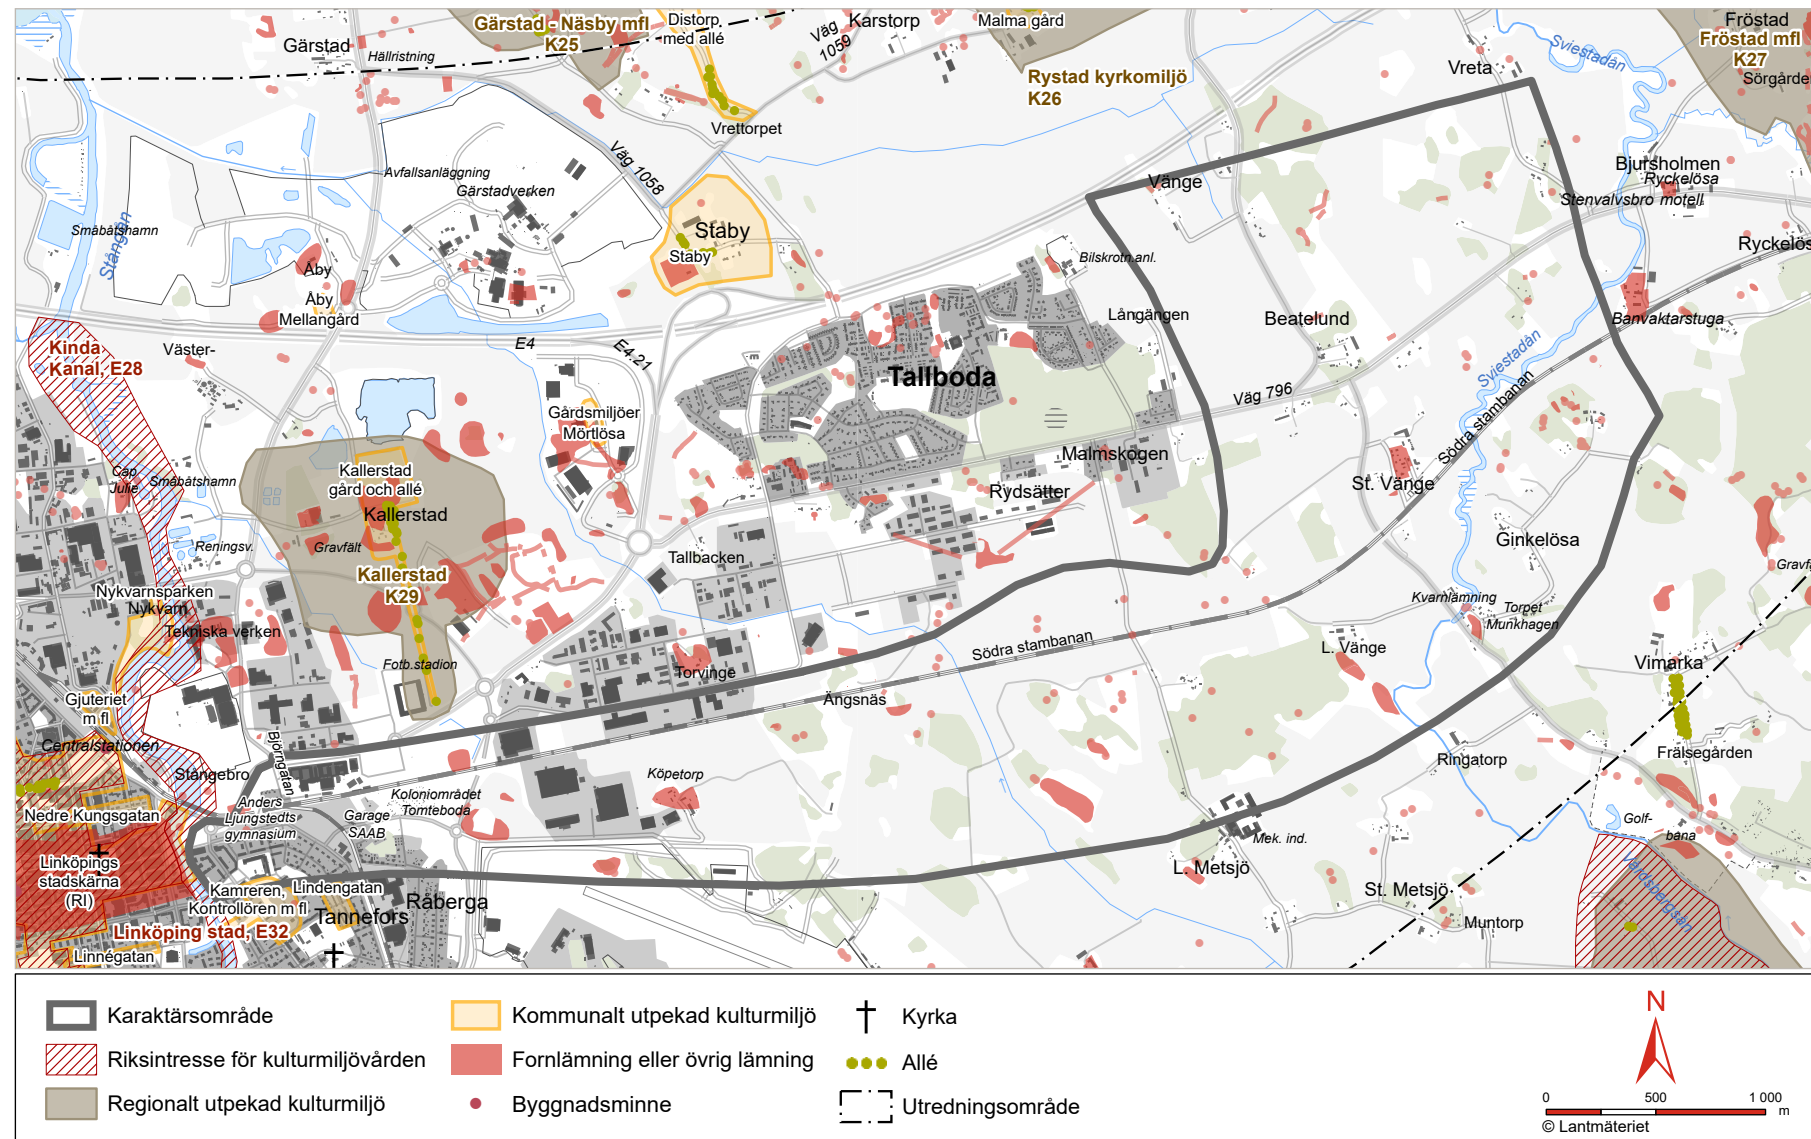 Gärstad - Näsby mfl
K25
Distorp
med allé
Väg
1059
Karstorp
Malma gård
Fröstad
Fröstad mfl
K27
Sörgården
Gärstad
Hällristning
Rystad kyrkomiljö
K26
Vreta
Sviestadån
Vrettorpet
Väg 1058
Avfallsanläggning
Gärstadverken
Vänge
Bjursholmen
Ryckelösa
Stenvalvsbro motell
Småbåtshamn
Stångån
Staby
Staby
Ryckelös
Bilskrotn.anl.
Åby
Åby
Mellangård
Långängen
Beatelund
Banvaktarstuga
Kinda
Kanal, E28
Väster-
E4
E4.21
Tallboda
Sviestadån
Väg 796
Södra stambanan
Gårdsmiljöer
Mörtlösa
Malmskogen
Rydsätter
St. Vänge
Cap
Julie
Småbåtshamn
Kallerstad
gård och allé
Kallerstad
Gravfält
Reningsv.
Kallerstad
K29
Tallbacken
Ginkelösa
Gravfä
Nykvarnsparken
Nykvarn
Tekniska verken
Kvarnlämning
Torpet
Munkhagen
Fotb.stadion
Torvinge
Södra stambanan
L. Vänge
Vimarka
Gjuteriet
m fl
Ängsnäs
Centralstationen
Björngatan
Stångebro
Köpetorp
Ringatorp
Frälsegården
Nedre Kungsgatan
Anders
Ljungstedts
gymnasium
Garage
SAAB
Koloniområdet
Tomteboda
Mek. ind.
Golf-
bana
Linköpings
stadskärna
(RI)
L. Metsjö
Vårdsbergsån
Kamreren,
Kontrollören m fl
Lindengatan
Tannefors
Råberga
St. Metsjö
Muntorp
Linköping stad, E32
Linnégatan
Karaktärsområde
Riksintresse för kulturmiljövården
Regionalt utpekad kulturmiljö
Kommunalt utpekad kulturmiljö
Fornlämning eller övrig lämning
Byggnadsminne
Kyrka
Allé
Utredningsområde
N
0 500 1 000
m
© Lantmäteriet